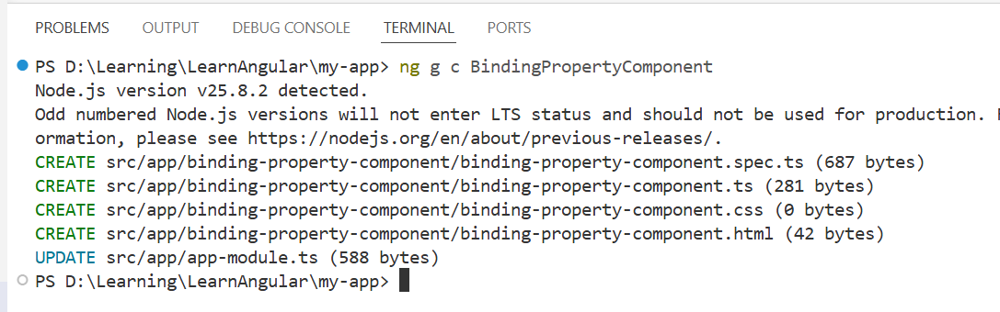 PROBLEMS OUTPUT DEBUG CONSOLE TERMINAL PORTS
PS D:\Learning\LearnAngular\my-app> ng g c BindingPropertyComponent
Node.js version v25.8.2 detected.
Odd numbered Node.js versions will not enter LTS status and should not be used for production.
ormation, please see https://nodejs.org/en/about/previous-releases/.
CREATE src/app/binding-property-component/binding-property-component.spec.ts (687 bytes)
CREATE src/app/binding-property-component/binding-property-component.ts (281 bytes)
CREATE src/app/binding-property-component/binding-property-component.css (0 bytes)
CREATE src/app/binding-property-component/binding-property-component.html (42 bytes)
UPDATE src/app/app-module.ts (588 bytes)
PS D:\Learning\LearnAngular\my-app>